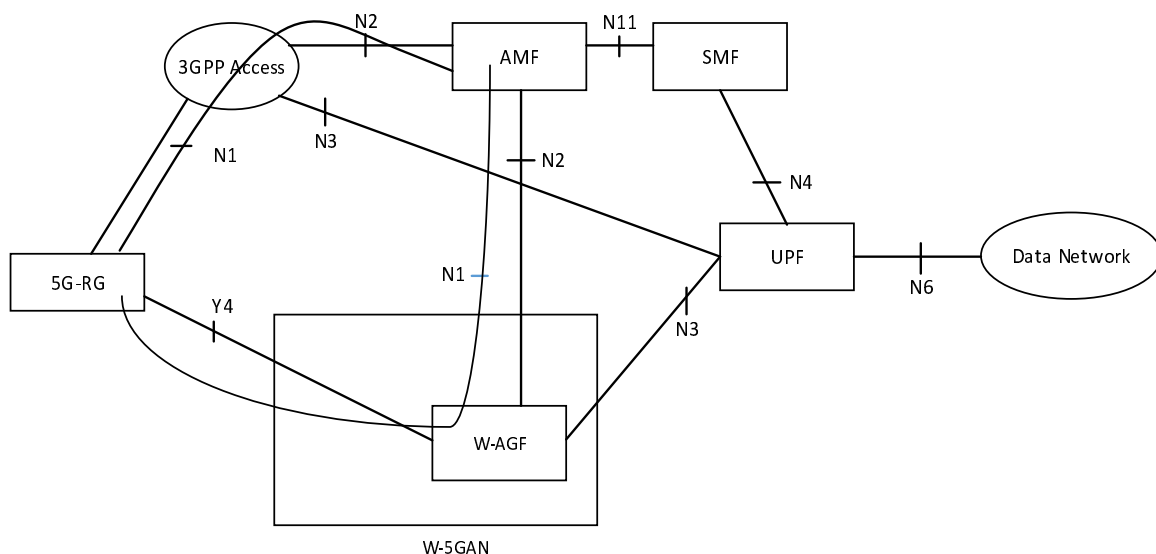 N2
N11
3GPP Access
AMF
SMF
N3
N1
N2
N4
5G-RG
N1
UPF
Data Network
N6
Y4
N3
W-AGF
W-5GAN